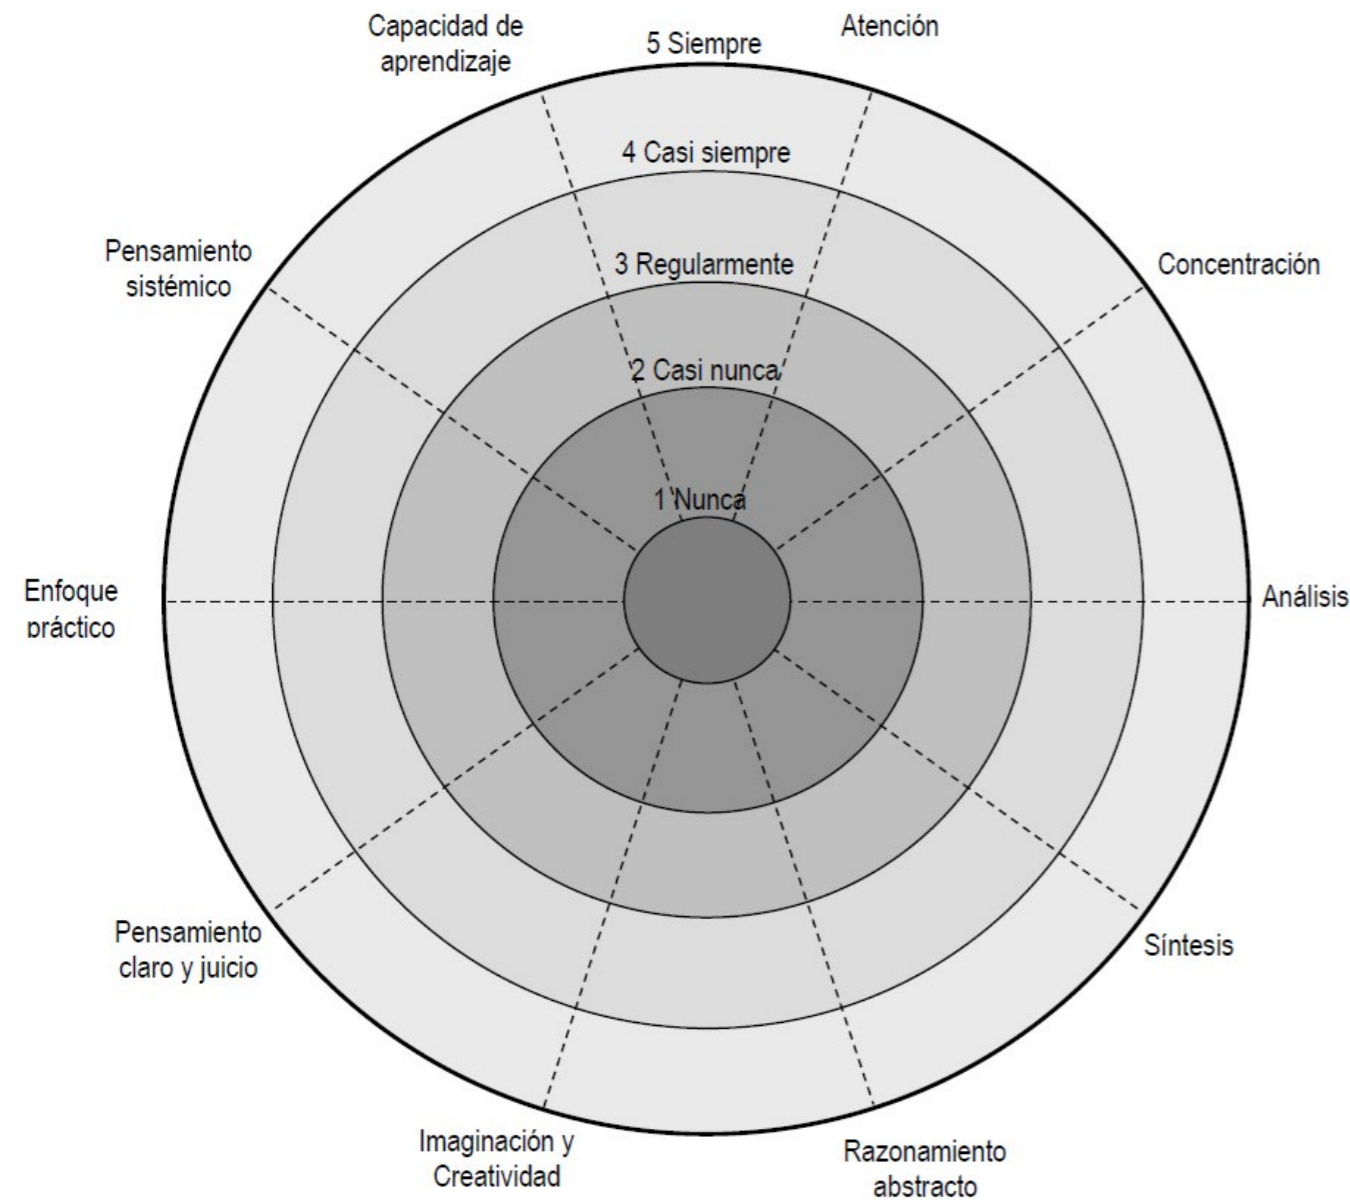 Capacidad de
aprendizaje
5 Siempre
Atención
4 Casi siempre
Pensamiento
sistémico
3 Regularmente
Concentración
2 Casi nunca
1 Nunca
Enfoque
práctico
Análisis
Pensamiento
claro y juicio
Síntesis
Imaginación y
Creatividad
Razonamiento
abstracto